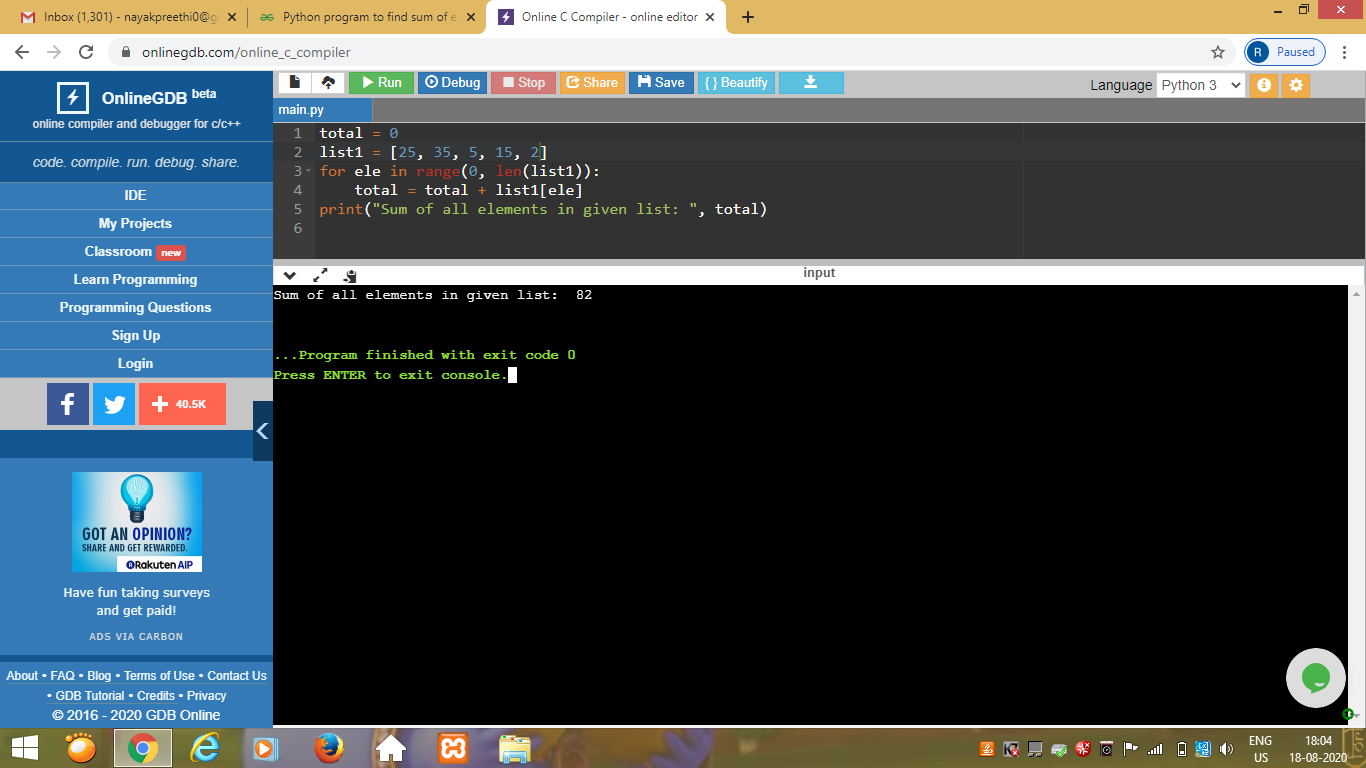 Inbox (1,301) - nayakpreethi0@g
Python program to find sum of e
Online C Compiler - online editor
onlinegdb.com/online_c_compiler
R Paused
OnlineGDB beta
online compiler and debugger for c/c++
code. compile. run. debug. share.
IDE
My Projects
Classroom new
Learn Programming
Programming Questions
Sign Up
Login
f
40.5K
GOT AN OPINION?
SHARE AND GET REWARDED.
Rakuten AIP
Have fun taking surveys
and get paid!
ADS VIA CARBON
About • FAQ • Blog • Terms of Use • Contact Us
• GDB Tutorial • Credits • Privacy
© 2016 - 2020 GDB Online
Run Debug Stop Share Save { } Beautify
Language Python 3
main.py
1 total = 0
2 list1 = [25, 35, 5, 15, 2]
3 for ele in range(0, len(list1)):
4 total = total + list1[ele]
5 print("Sum of all elements in given list: ", total)
6
input
Sum of all elements in given list:  82
...Program finished with exit code 0
Press ENTER to exit console.
ENG
US
18:04
18-08-2020